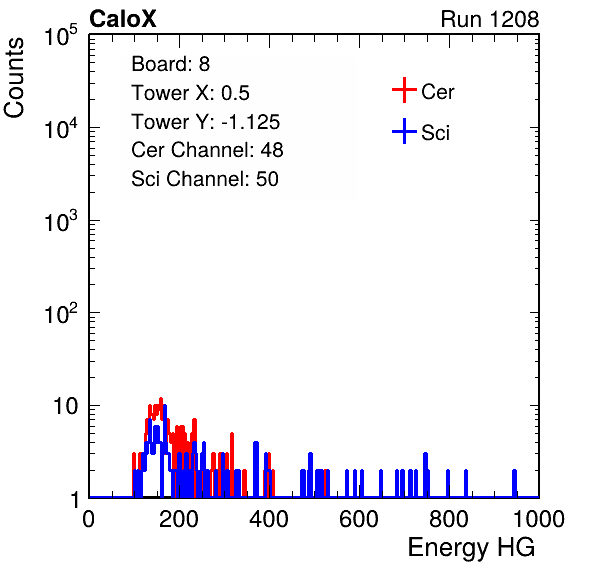 CaloX
Run 1208
Counts
10^5
10^4
10^3
10^2
10
1
Board: 8
Tower X: 0.5
Tower Y: -1.125
Cer Channel: 48
Sci Channel: 50
Cer
Sci
0 200 400 600 800 1000
Energy HG